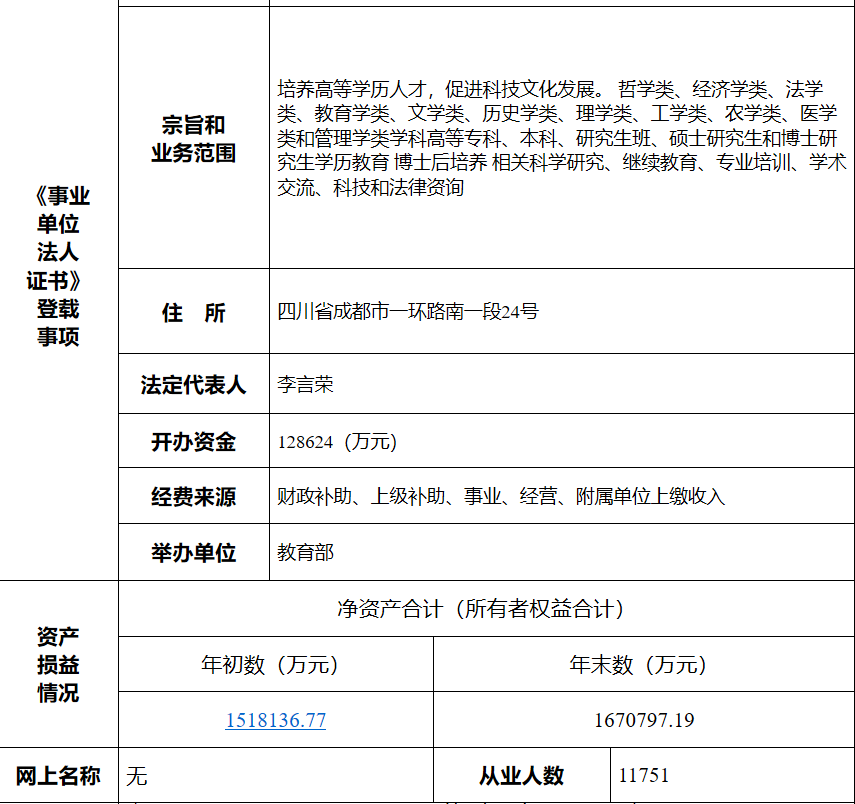 《事业
单位
法人
证书》
登载
事项
宗旨和
业务范围
培养高等学历人才，促进科技文化发展。 哲学类、经济学类、法学
类、教育学类、文学类、历史学类、理学类、工学类、农学类、医学
类和管理学类学科高等专科、本科、研究生班、硕士研究生和博士研
究生学历教育 博士后培养 相关科学研究、继续教育、专业培训、学术
交流、科技和法律资询
住 所
四川省成都市一环路南一段24号
法定代表人
李言荣
开办资金
128624（万元）
经费来源
财政补助、上级补助、事业、经营、附属单位上缴收入
举办单位
教育部
资产
损益
情况
净资产合计（所有者权益合计）
年初数（万元）
年末数（万元）
1518136.77
1670797.19
网上名称
无
从业人数
11751